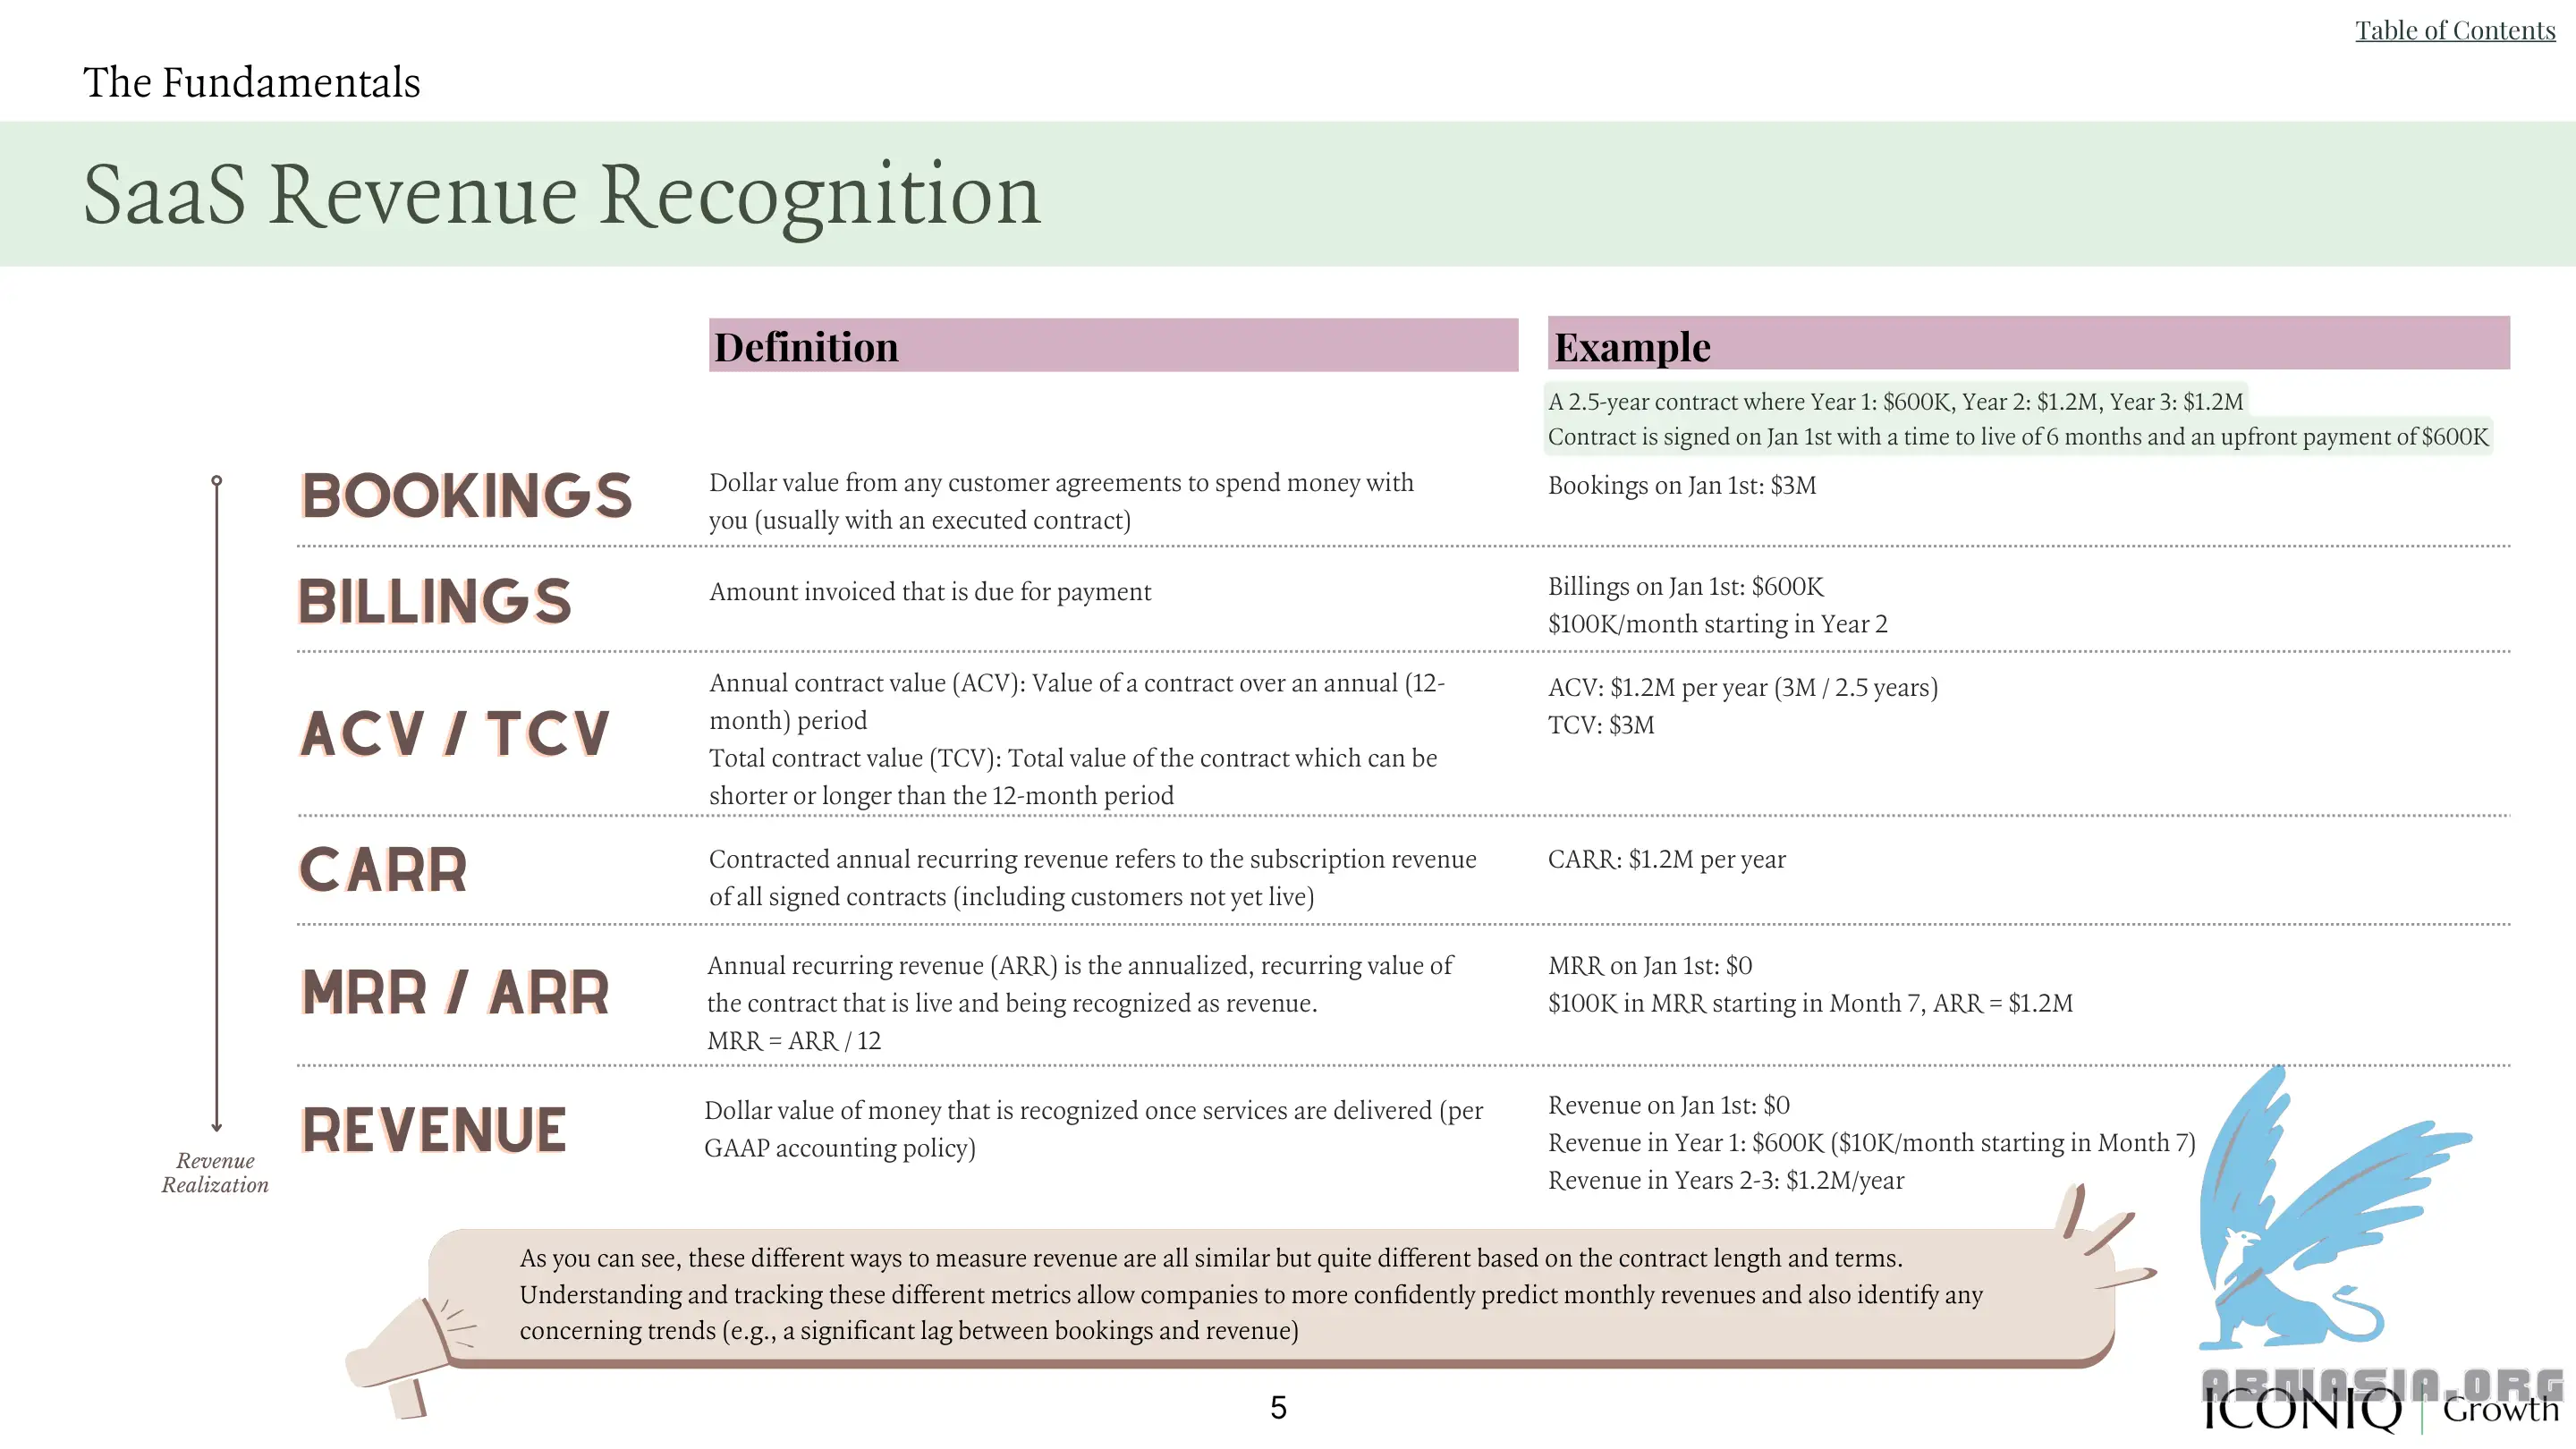 Table of Contents
The Fundamentals
SaaS Revenue Recognition
Definition
Example
A 2.5-year contract where Year 1: $600K, Year 2: $1.2M, Year 3: $1.2M
Contract is signed on Jan 1st with a time to live of 6 months and an upfront payment of $600K
BOOKINGS
Dollar value from any customer agreements to spend money with
you (usually with an executed contract)
Bookings on Jan 1st: $3M
BILLINGS
Amount invoiced that is due for payment
Billings on Jan 1st: $600K
$100K/month starting in Year 2
ACV / TCV
Annual contract value (ACV): Value of a contract over an annual (12-
month) period
Total contract value (TCV): Total value of the contract which can be
shorter or longer than the 12-month period
ACV: $1.2M per year (3M / 2.5 years)
TCV: $3M
CARR
Contracted annual recurring revenue refers to the subscription revenue
of all signed contracts (including customers not yet live)
CARR: $1.2M per year
MRR / ARR
Annual recurring revenue (ARR) is the annualized, recurring value of
the contract that is live and being recognized as revenue.
MRR = ARR / 12
MRR on Jan 1st: $0
$100K in MRR starting in Month 7, ARR = $1.2M
REVENUE
Dollar value of money that is recognized once services are delivered (per
GAAP accounting policy)
Revenue on Jan 1st: $0
Revenue in Year 1: $600K ($10K/month starting in Month 7)
Revenue in Years 2-3: $1.2M/year
Revenue
Realization
As you can see, these different ways to measure revenue are all similar but quite different based on the contract length and terms.
Understanding and tracking these different metrics allow companies to more confidently predict monthly revenues and also identify any
concerning trends (e.g., a significant lag between bookings and revenue)
5
ABMASIA.ORG
ICONIQ | Growth